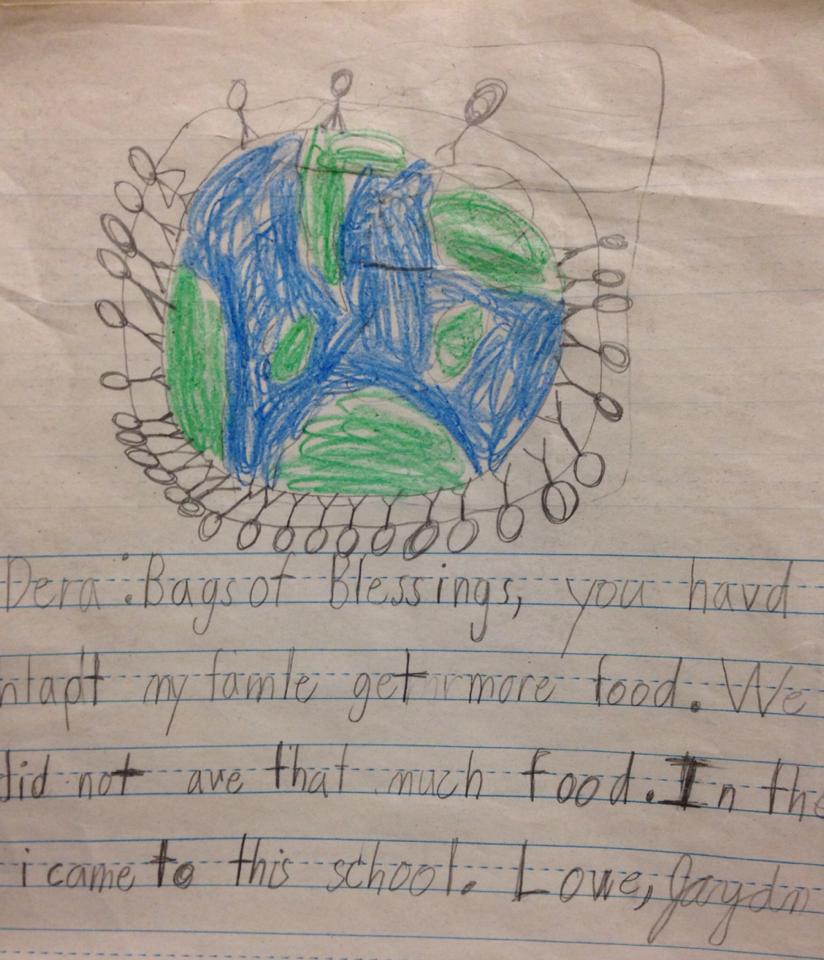 Dera: Bags of Blessings, you havd
hlapt my famle get more food. We
did not ave that much food. In the
i came to this school. Lowe, Jaydn